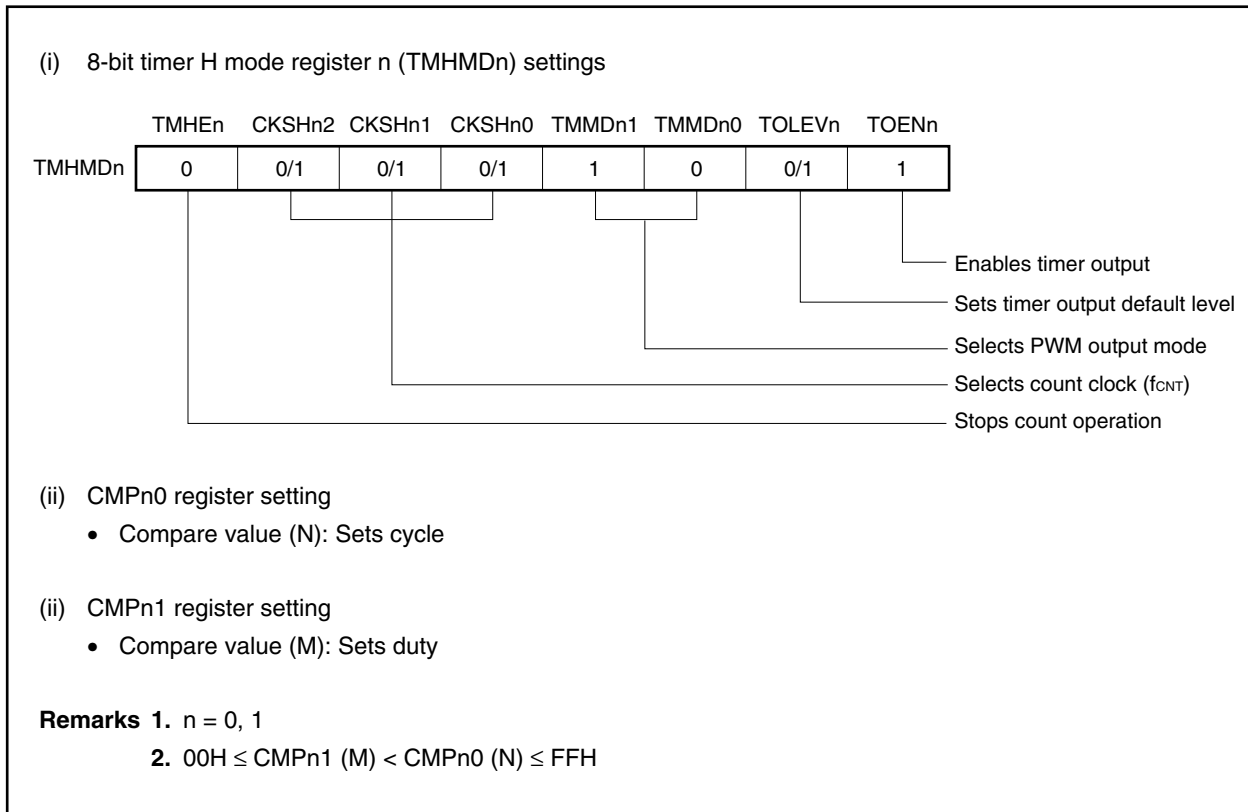 (i) 8-bit timer H mode register n (TMHMDn) settings
TMHEn CKSHn2 CKSHn1 CKSHn0 TMMDn1 TMMDn0 TOLEVn TOENn
TMHMDn 0 0/1 0/1 0/1 1 0 0/1 1
Enables timer output
Sets timer output default level
Selects PWM output mode
Selects count clock (fCNT)
Stops count operation
(ii) CMPn0 register setting
• Compare value (N): Sets cycle
(ii) CMPn1 register setting
• Compare value (M): Sets duty
Remarks 1. n = 0, 1
2. 00H ≤ CMPn1 (M) < CMPn0 (N) ≤ FFH